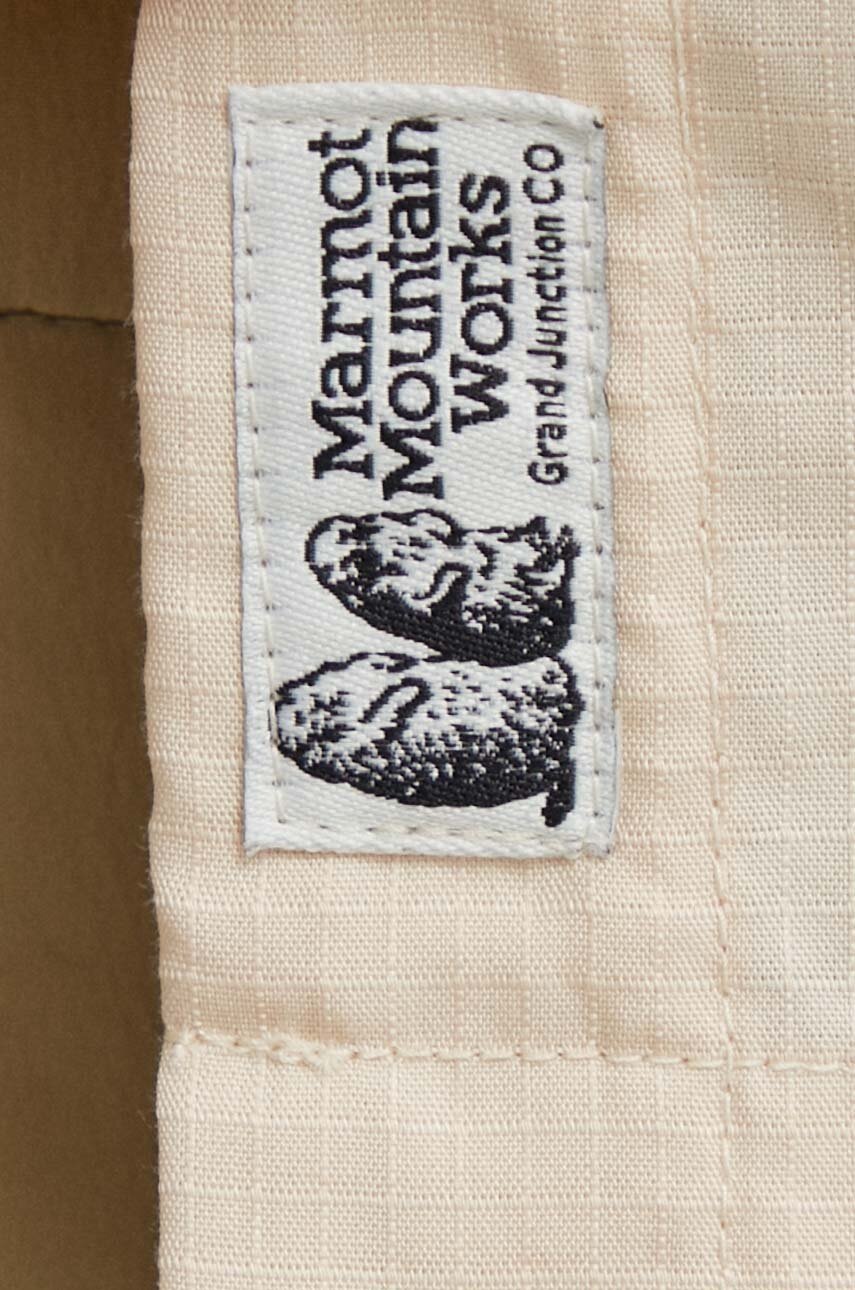 Marmot
Mountain
Works
Grand Junction Co